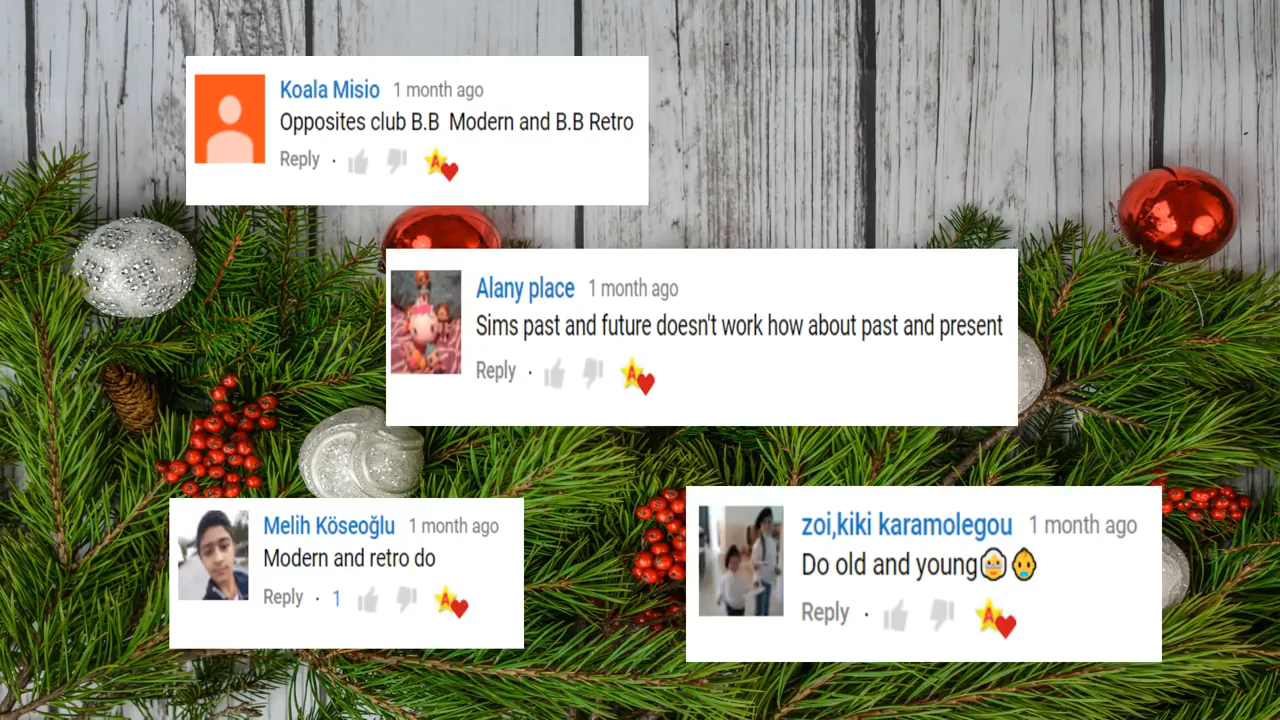 Koala Misio 1 month ago
Opposites club B.B Modern and B.B Retro
Reply ·
A
Alany place 1 month ago
Sims past and future doesn't work how about past and present
Reply ·
A
Melih Köseoğlu 1 month ago
Modern and retro do
Reply · 1
A
zoi,kiki karamolegou 1 month ago
Do old and young👵👶
Reply ·
A